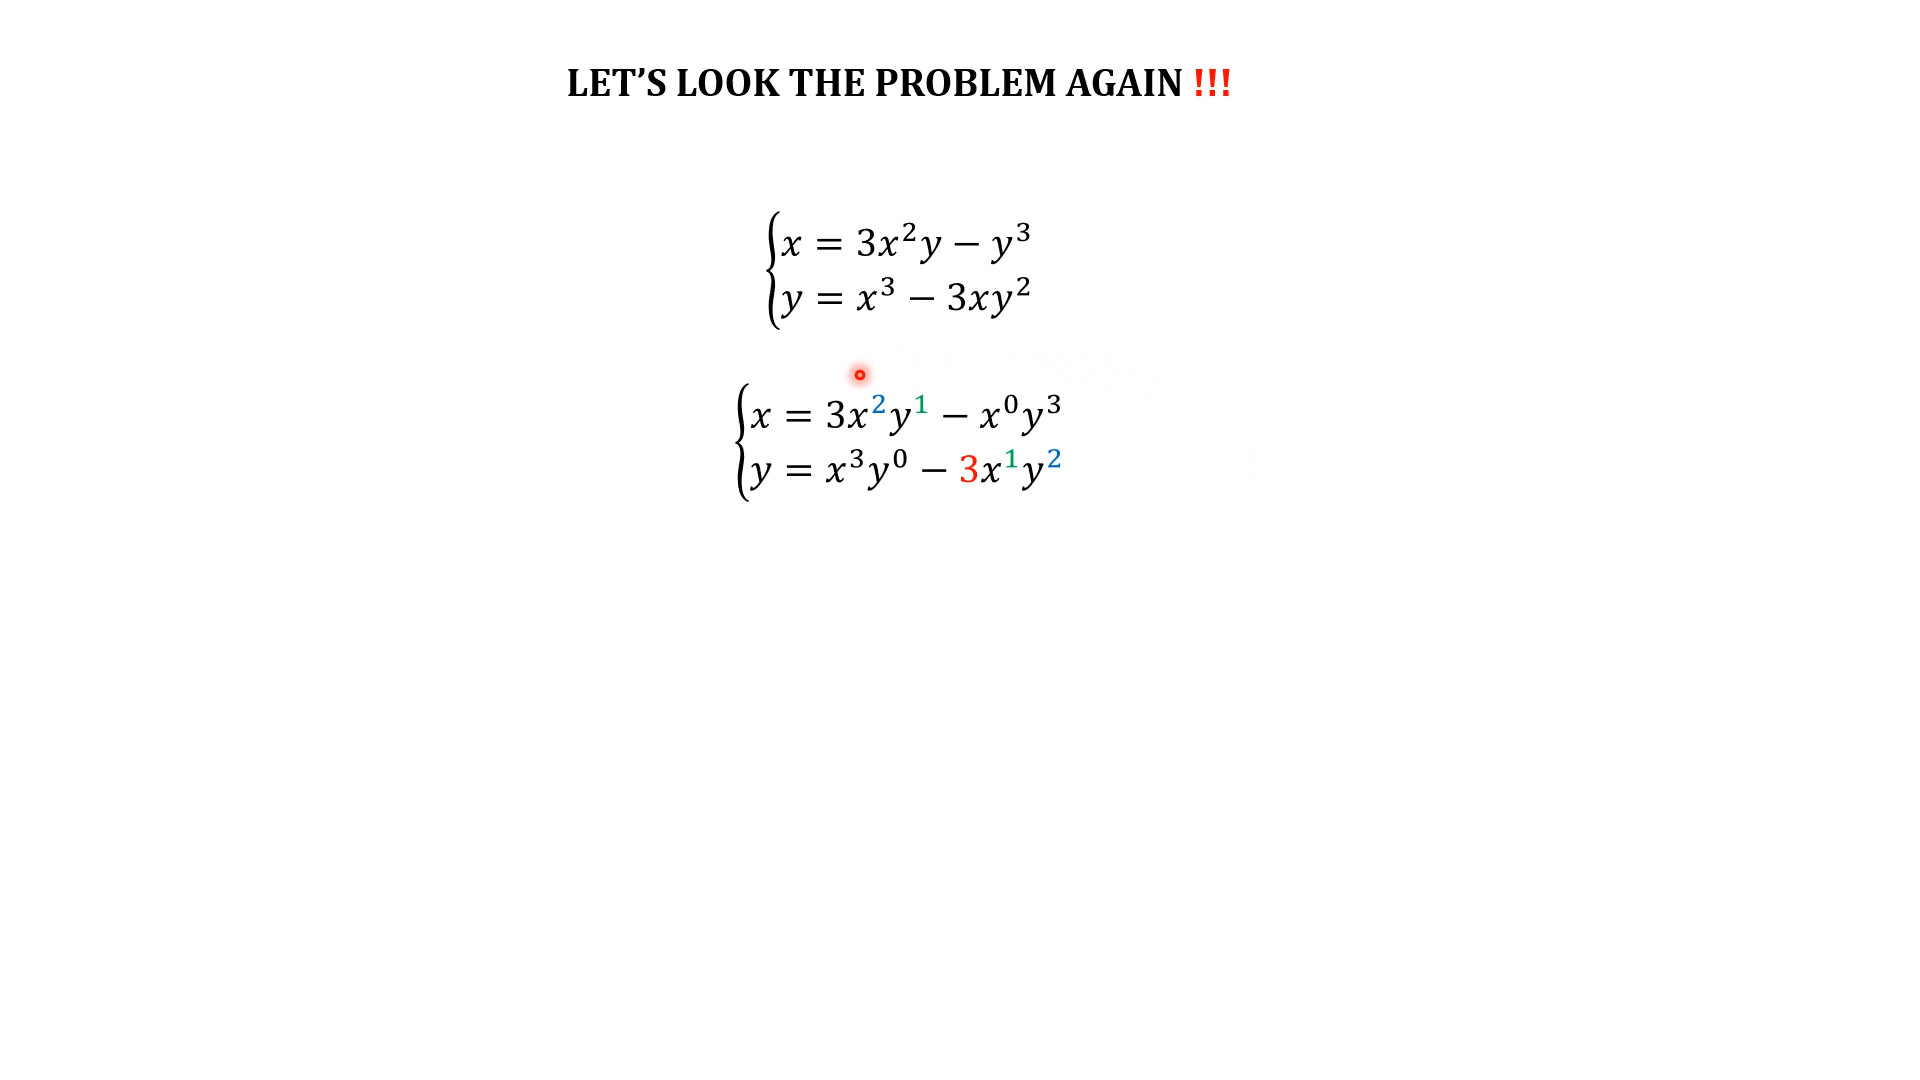 LET’S LOOK THE PROBLEM AGAIN !!!
x = 3x²y − y³
y = x³ − 3xy²
x = 3x²y¹ − x⁰y³
y = x³y⁰ − 3x¹y²